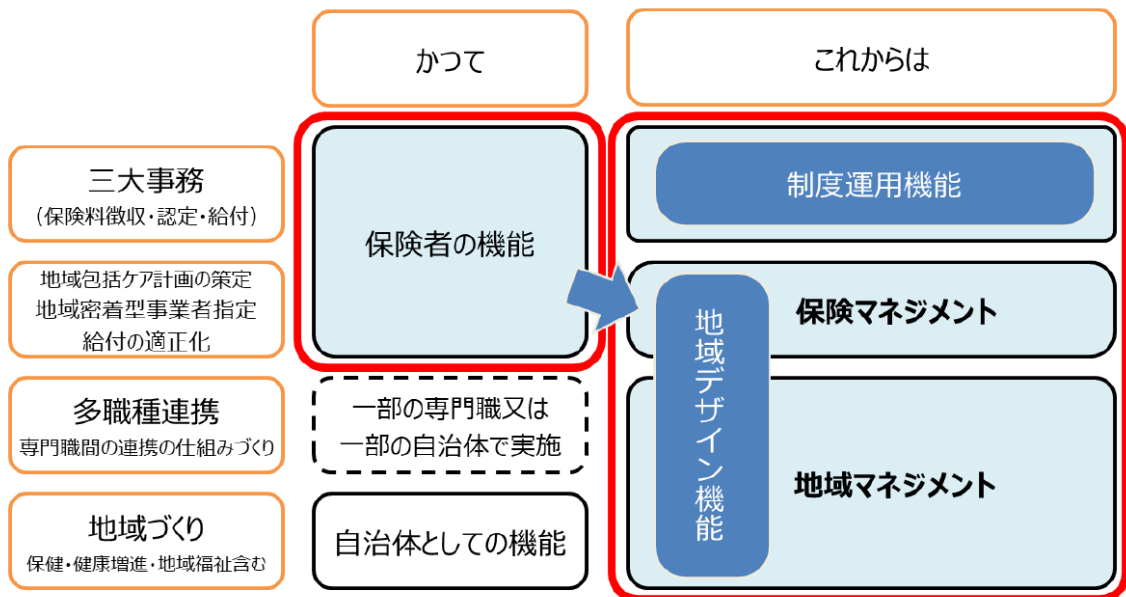 かつて
これからは
三大事務
(保険料徴収・認定・給付)
保険者の機能
制度運用機能
地域包括ケア計画の策定
地域密着型事業者指定
給付の適正化
保険マネジメント
地域デザイン機能
多職種連携
専門職間の連携の仕組みづくり
一部の専門職又は
一部の自治体で実施
地域マネジメント
地域づくり
保健・健康増進・地域福祉含む
自治体としての機能